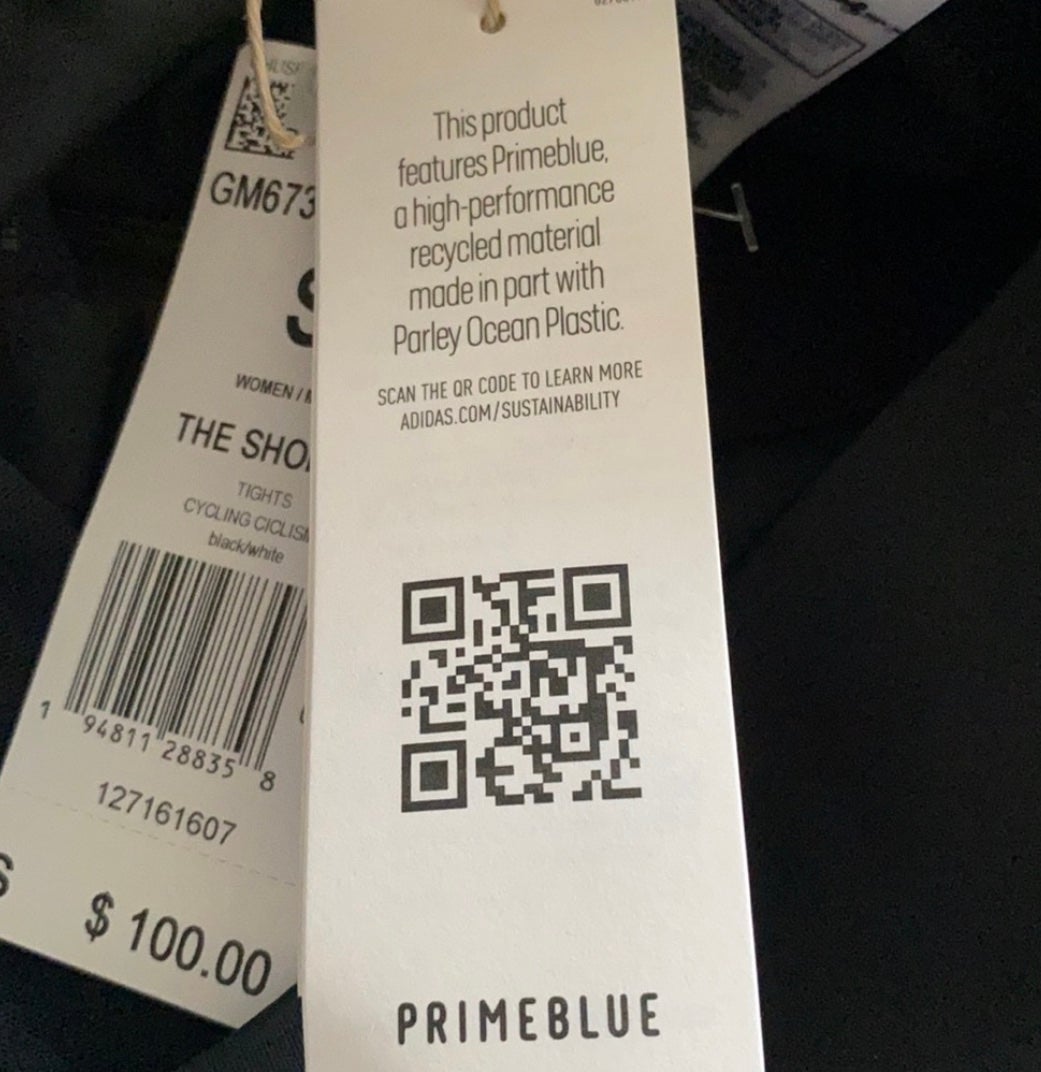 This product
features Primeblue,
a high-performance
recycled material
made in part with
Parley Ocean Plastic.
SCAN THE QR CODE TO LEARN MORE
ADIDAS.COM/SUSTAINABILITY
PRIMEBLUE
GM673
S
WOMEN /
THE SHO
TIGHTS
CYCLING CICLIS
black/white
1 94811 28835 8
127161607
S
$ 100.00